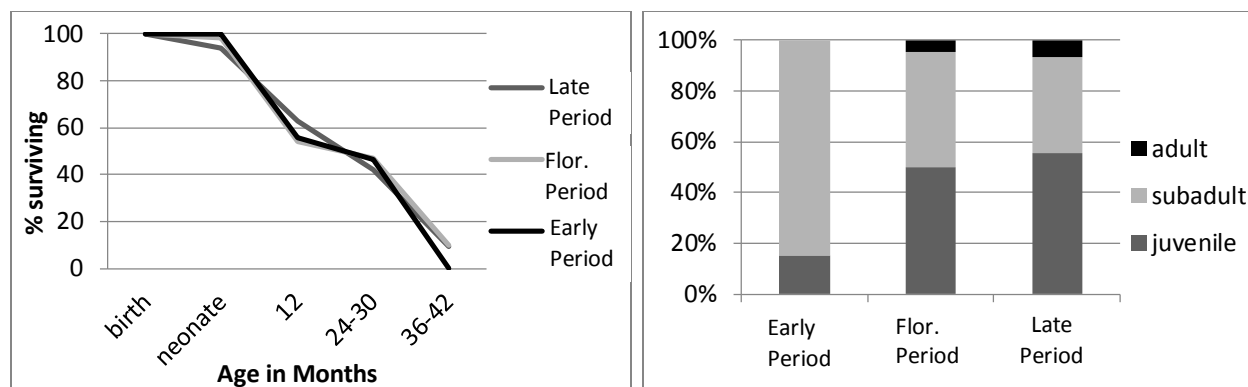 100
80
60
40
20
0
% surviving
birth
neonate
12
24-30
36-42
Age in Months
Late
Period
Flor.
Period
Early
Period
100%
80%
60%
40%
20%
0%
Early
Period
Flor.
Period
Late
Period
adult
subadult
juvenile